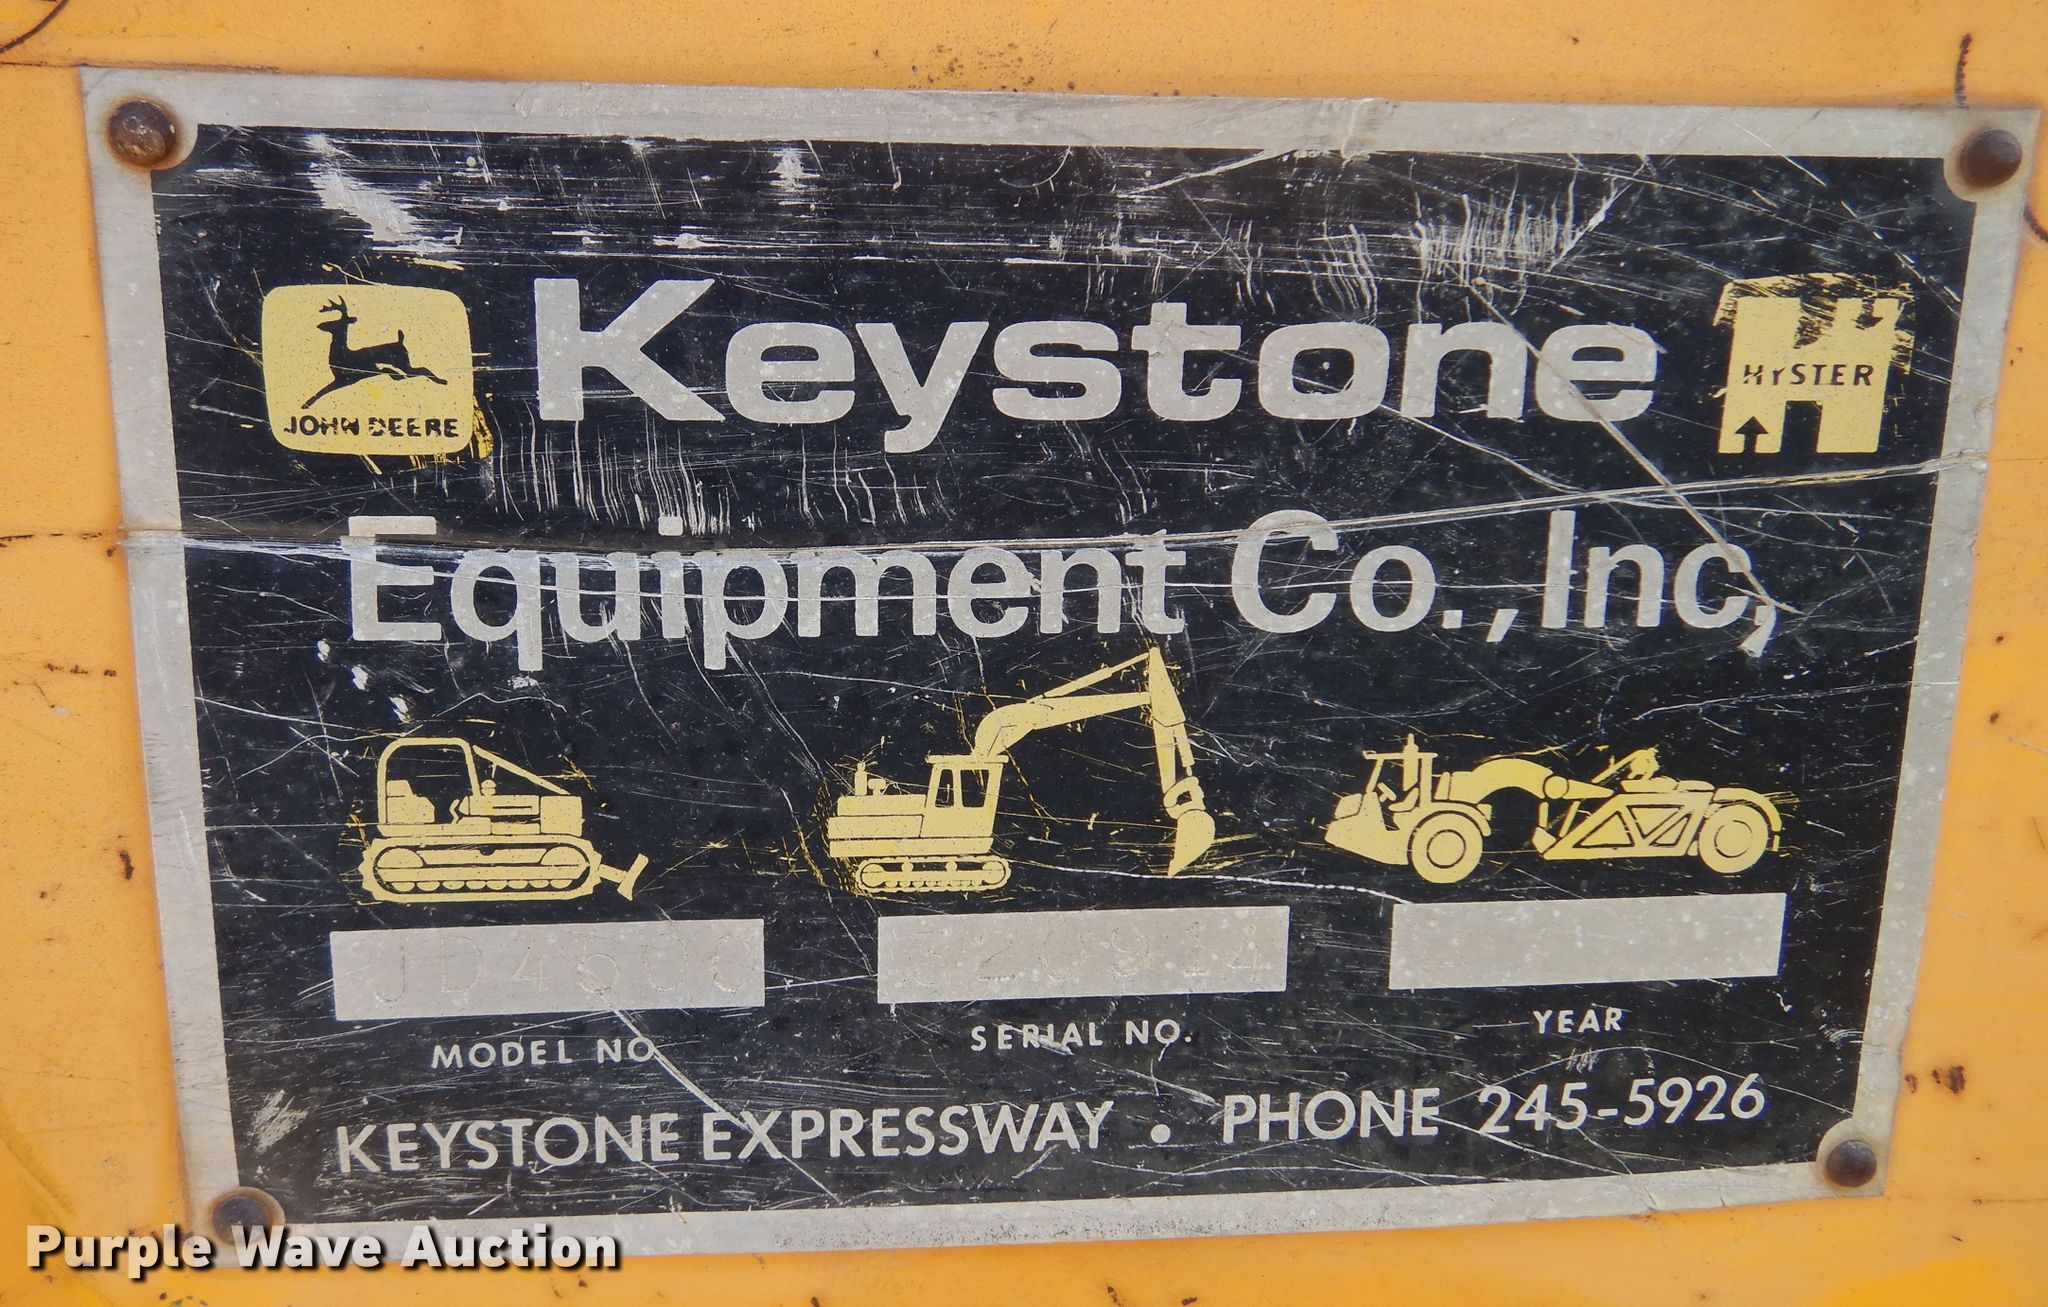 Keystone
JOHN DEERE
HYSTER
Equipment Co., Inc,
JD450C
320914
MODEL NO.
SERIAL NO.
YEAR
KEYSTONE EXPRESSWAY • PHONE 245-5926
Purple Wave Auction